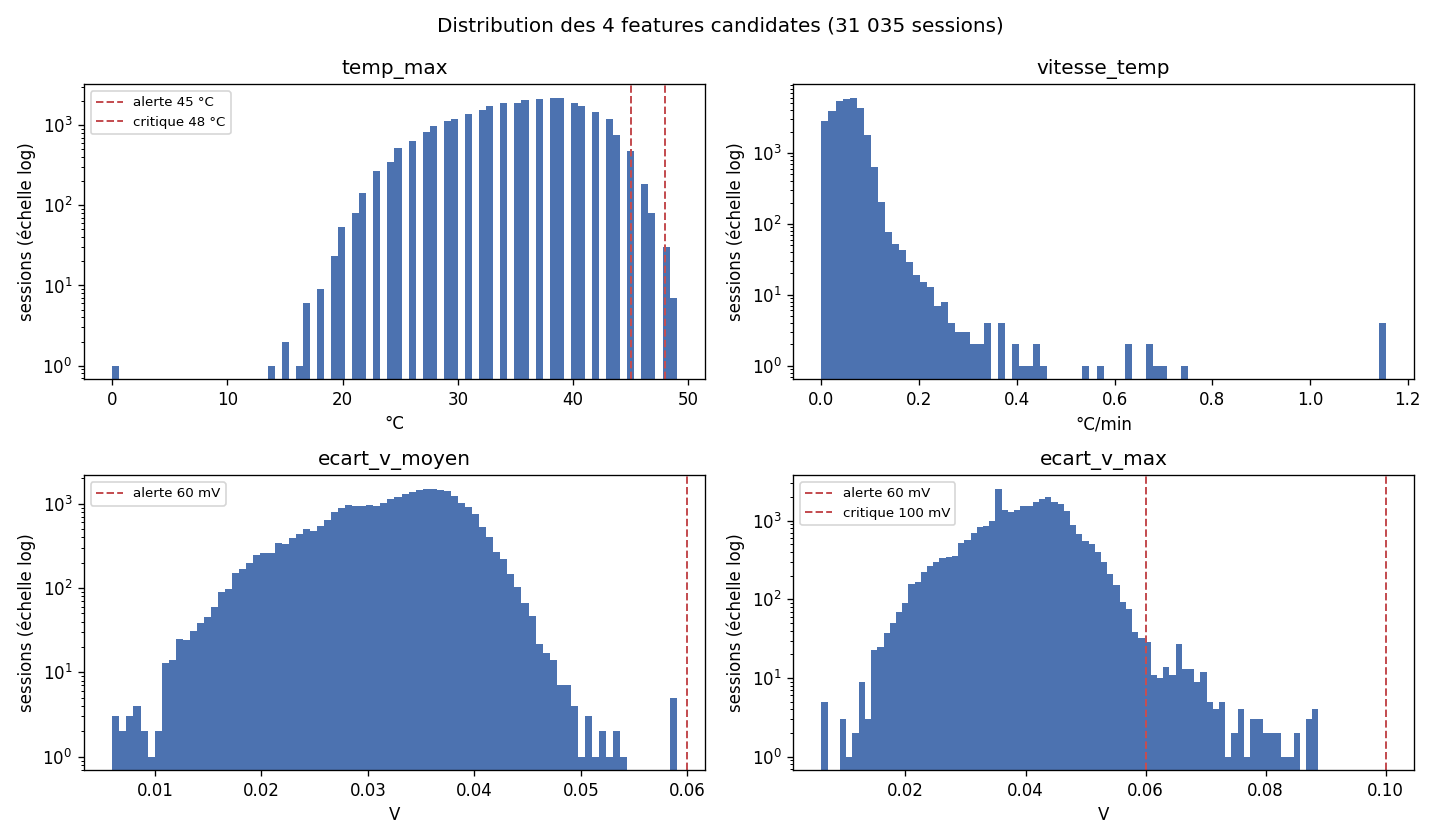 Distribution des 4 features candidates (31 035 sessions)
temp_max
alerte 45 °C
critique 48 °C
sessions (échelle log)
10³
10²
10¹
10⁰
0 10 20 30 40 50
°C
vitesse_temp
sessions (échelle log)
10³
10²
10¹
10⁰
0.0 0.2 0.4 0.6 0.8 1.0 1.2
°C/min
ecart_v_moyen
alerte 60 mV
sessions (échelle log)
10³
10²
10¹
10⁰
0.01 0.02 0.03 0.04 0.05 0.06
V
ecart_v_max
alerte 60 mV
critique 100 mV
sessions (échelle log)
10³
10²
10¹
10⁰
0.02 0.04 0.06 0.08 0.10
V